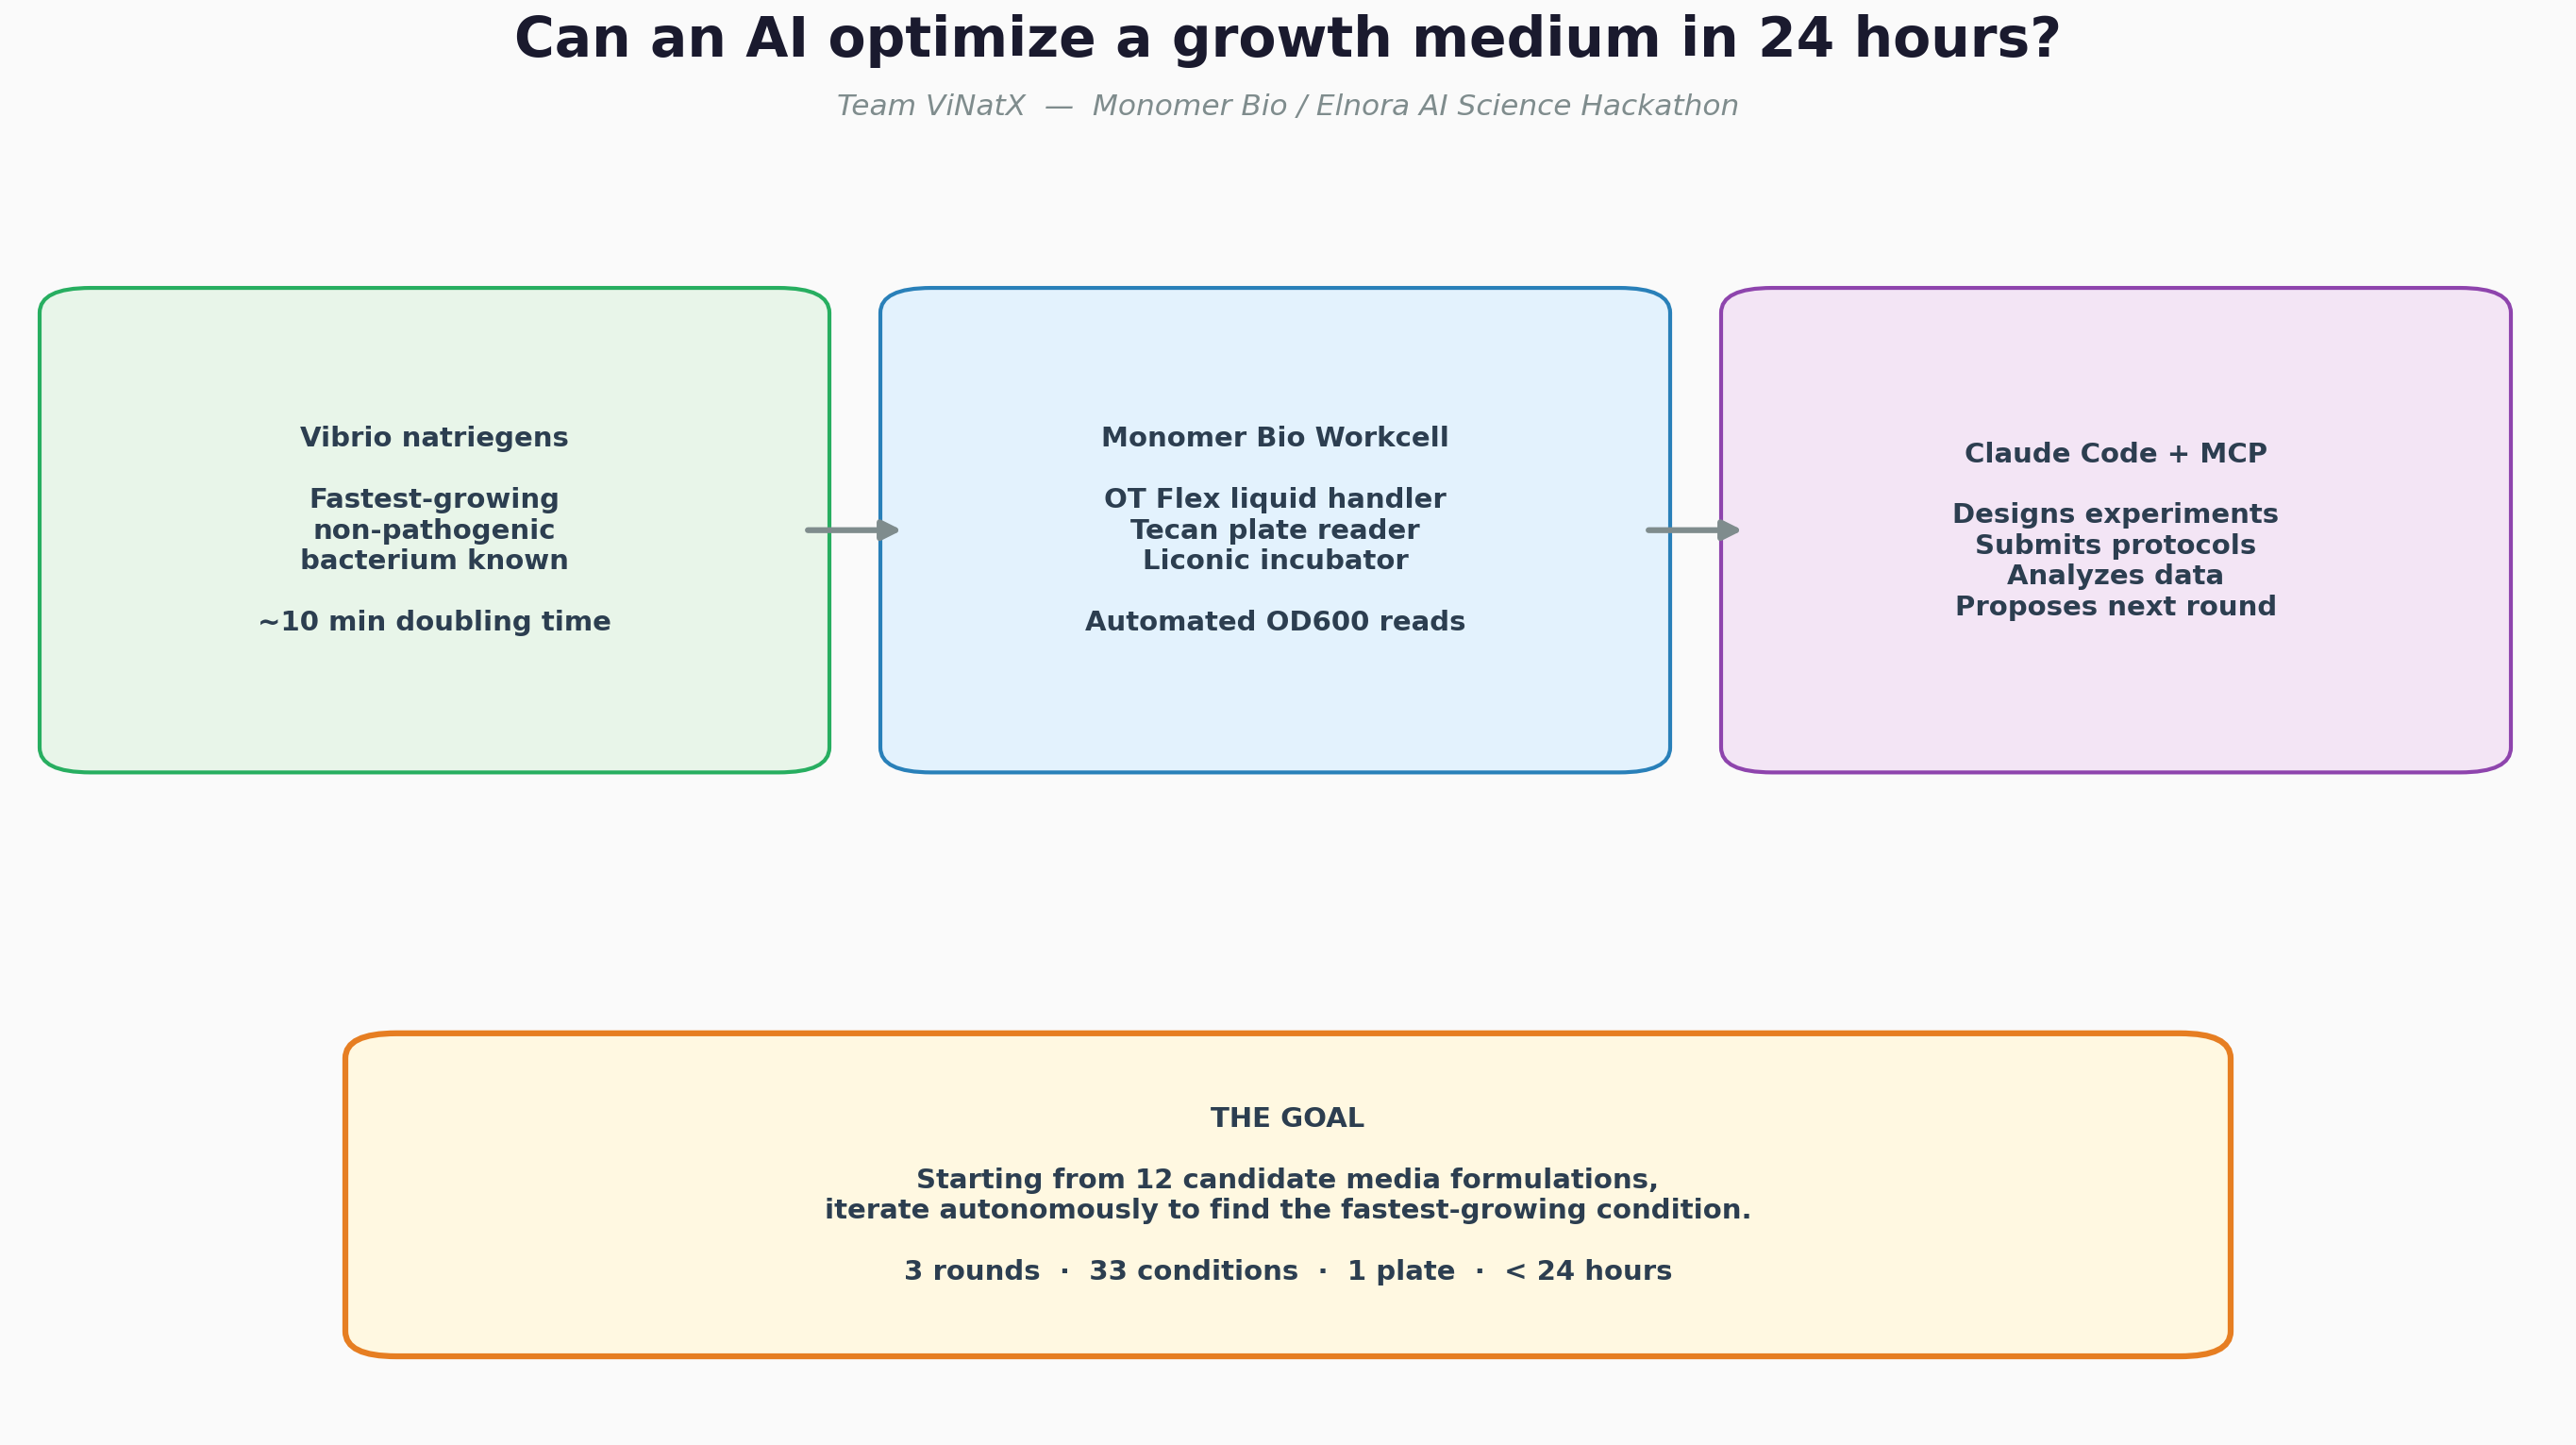 Can an AI optimize a growth medium in 24 hours?
Team ViNatX — Monomer Bio / Elnora AI Science Hackathon
Vibrio natriegens
Fastest-growing
non-pathogenic
bacterium known
~10 min doubling time
Monomer Bio Workcell
OT Flex liquid handler
Tecan plate reader
Liconic incubator
Automated OD600 reads
Claude Code + MCP
Designs experiments
Submits protocols
Analyzes data
Proposes next round
THE GOAL
Starting from 12 candidate media formulations,
iterate autonomously to find the fastest-growing condition.
3 rounds · 33 conditions · 1 plate · < 24 hours